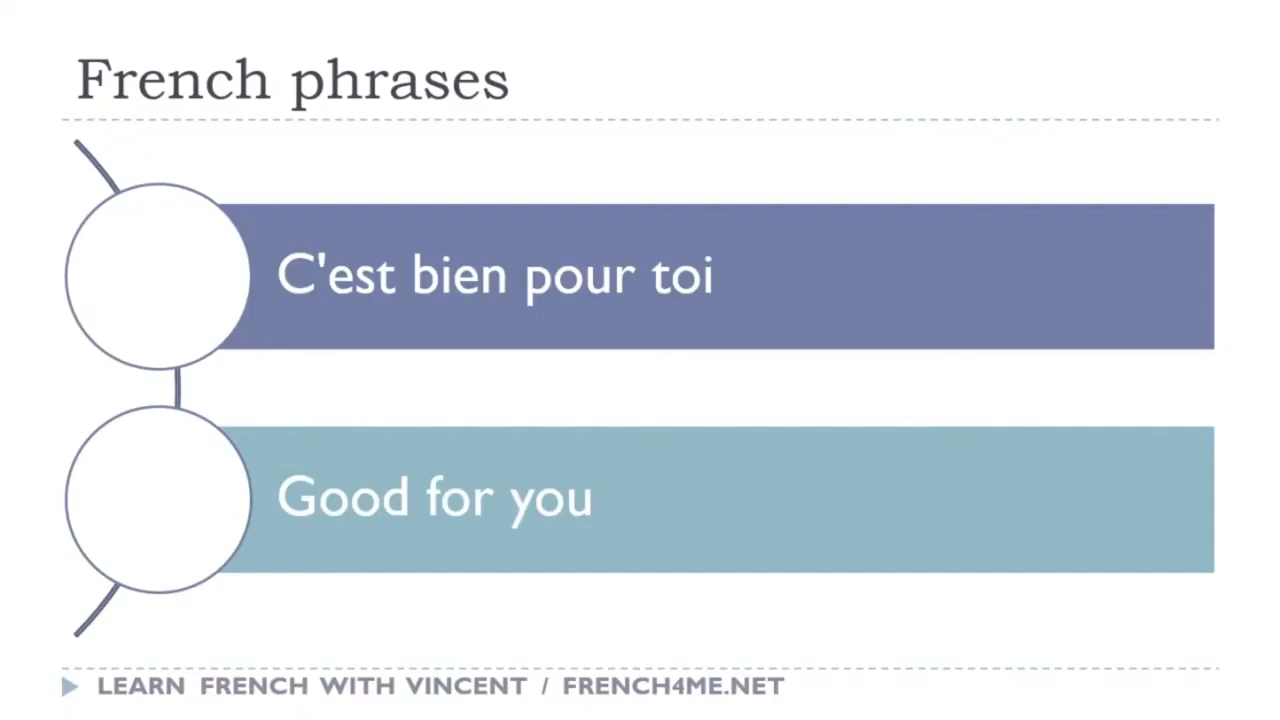 French phrases
C'est bien pour toi
Good for you
LEARN FRENCH WITH VINCENT / FRENCH4ME.NET